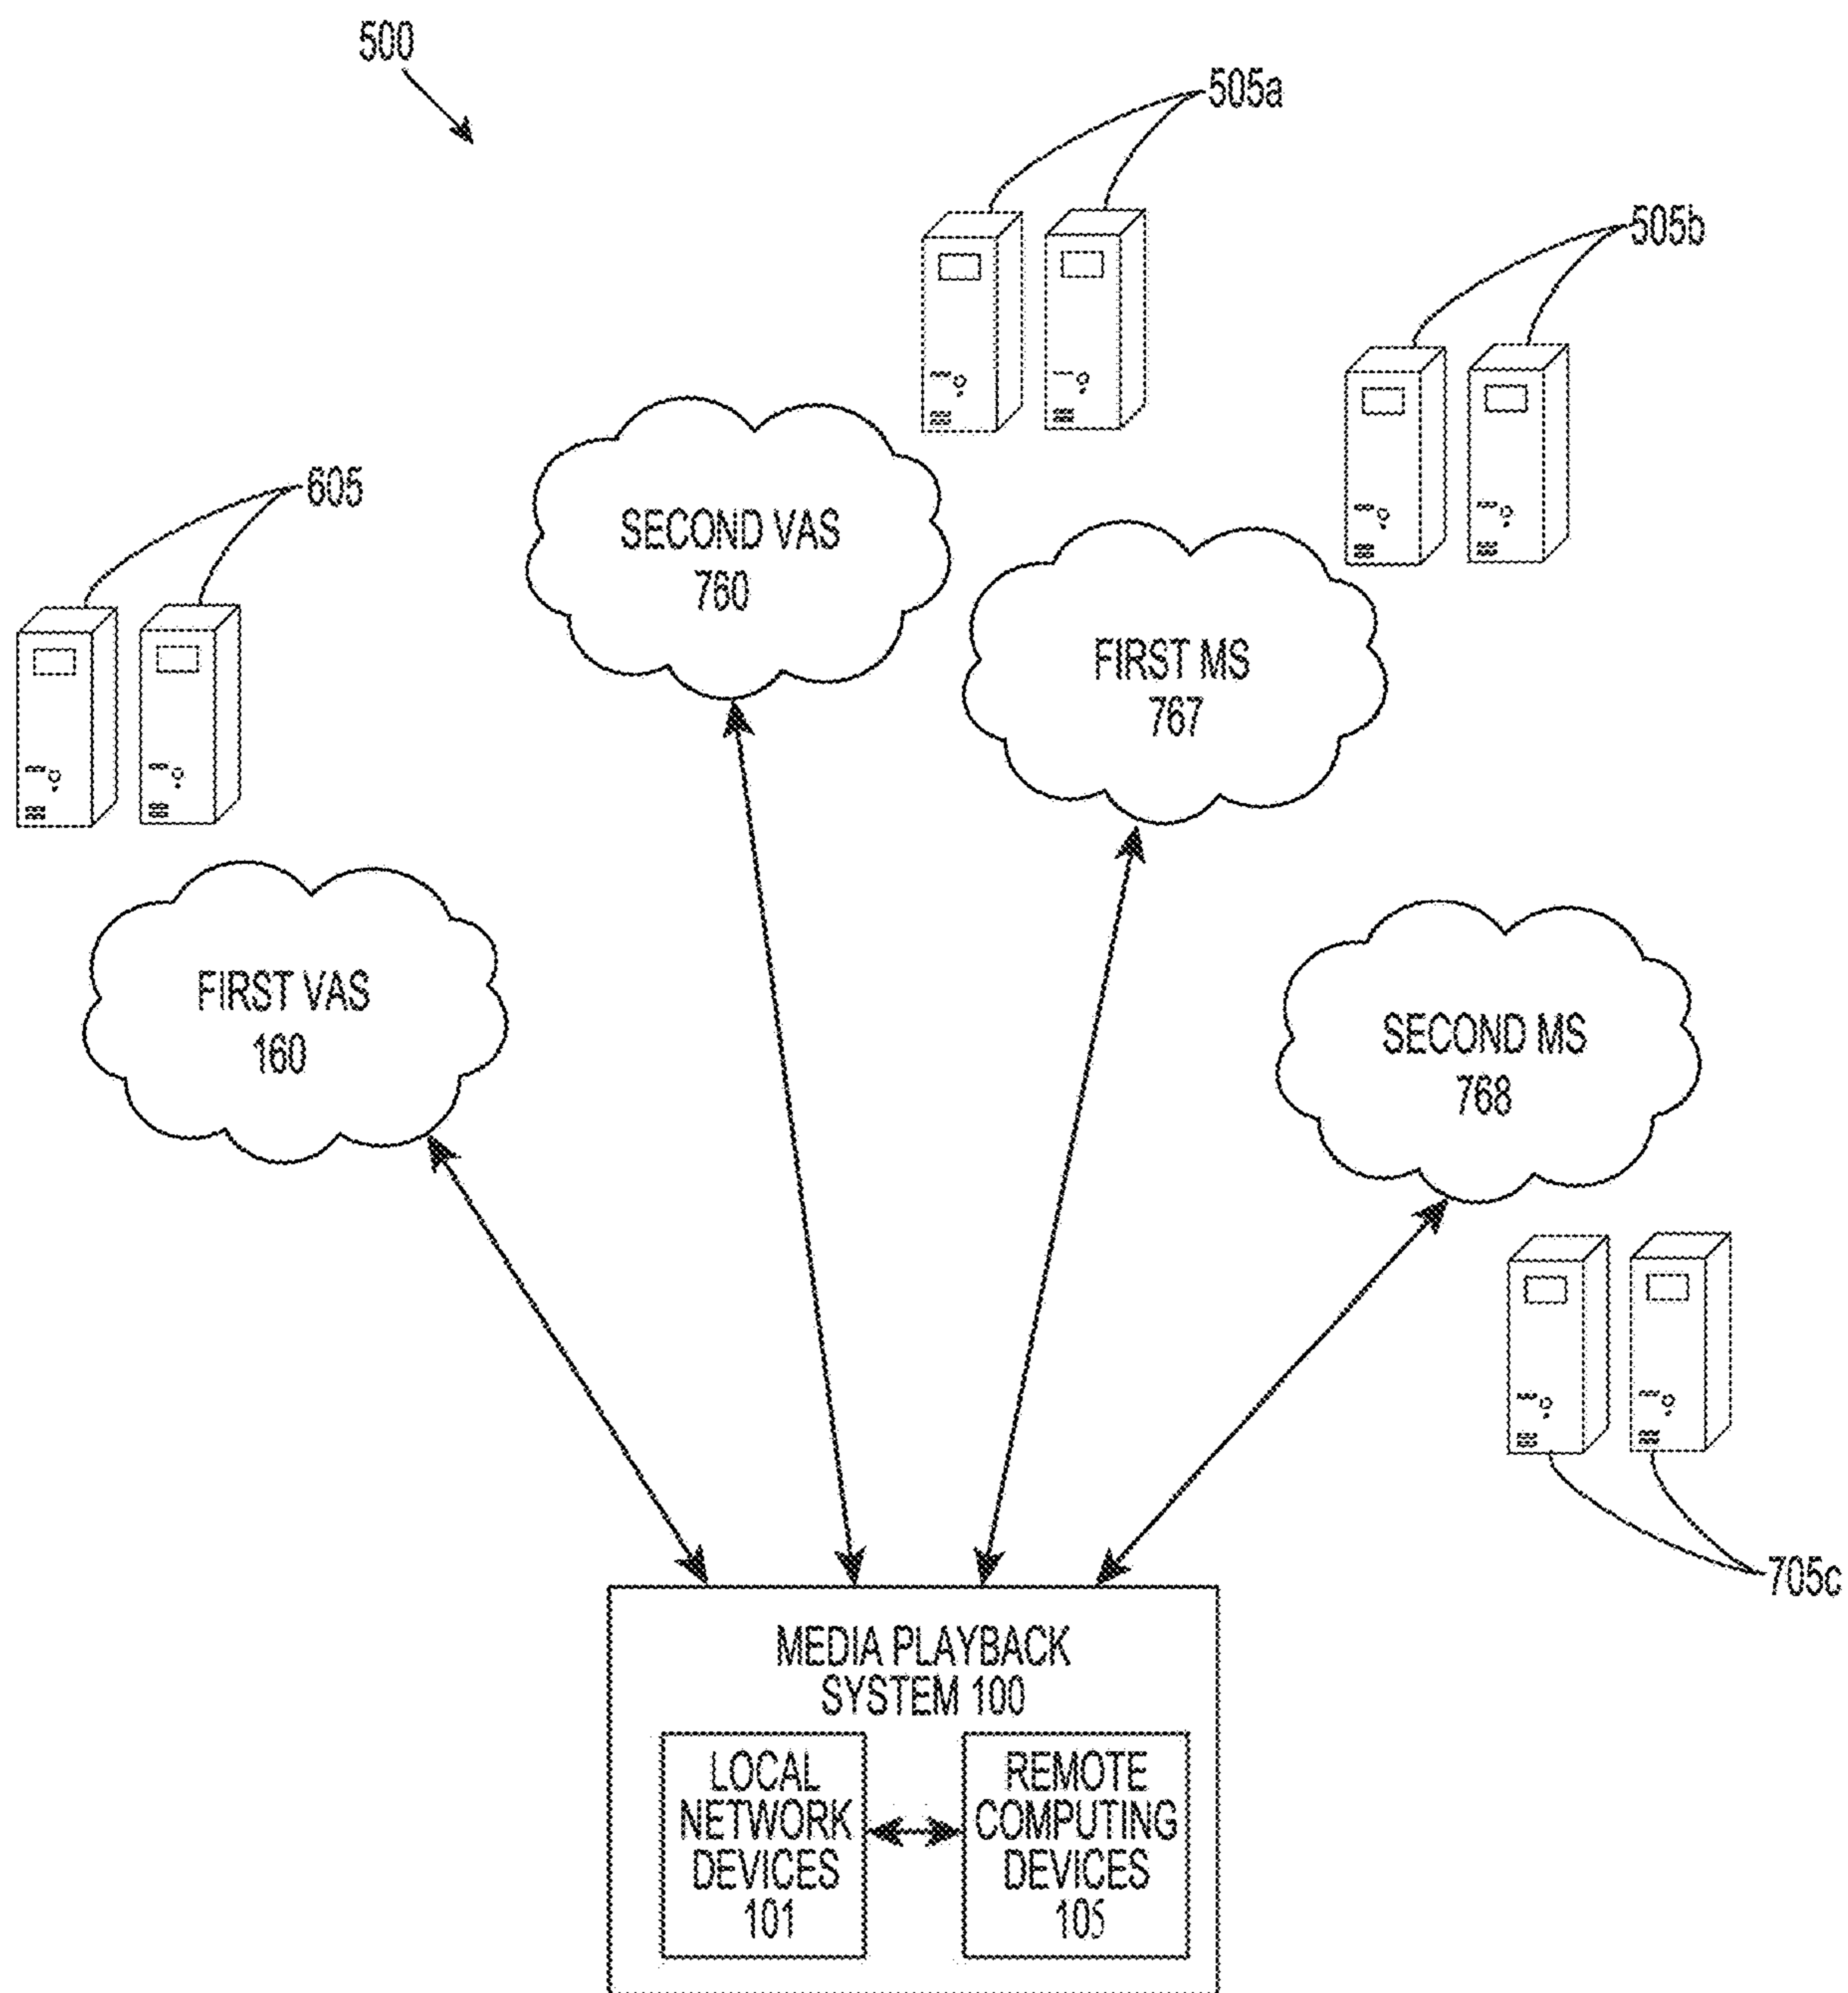 500
505a
505b
605
SECOND VAS
760
FIRST MS
767
FIRST VAS
160
SECOND MS
768
705c
MEDIA PLAYBACK
SYSTEM 100
LOCAL
NETWORK
DEVICES
101
REMOTE
COMPUTING
DEVICES
105